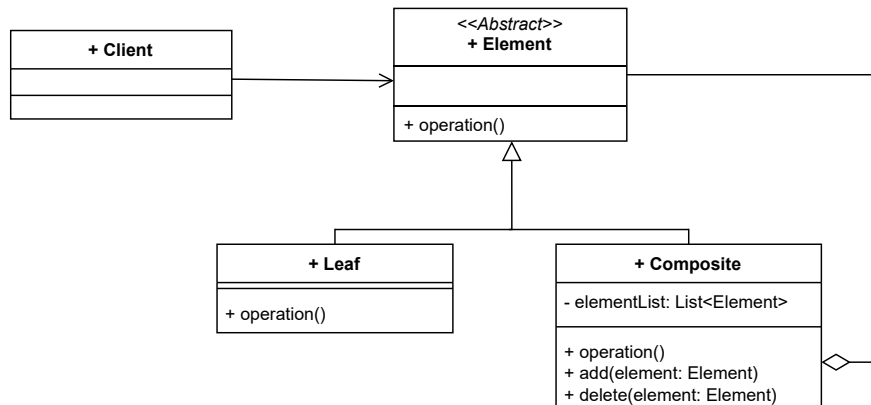 <<Abstract>>
+ Element
+ Client
+ operation()
+ Leaf
+ operation()
+ Composite
- elementList: List<Element>
+ operation()
+ add(element: Element)
+ delete(element: Element)